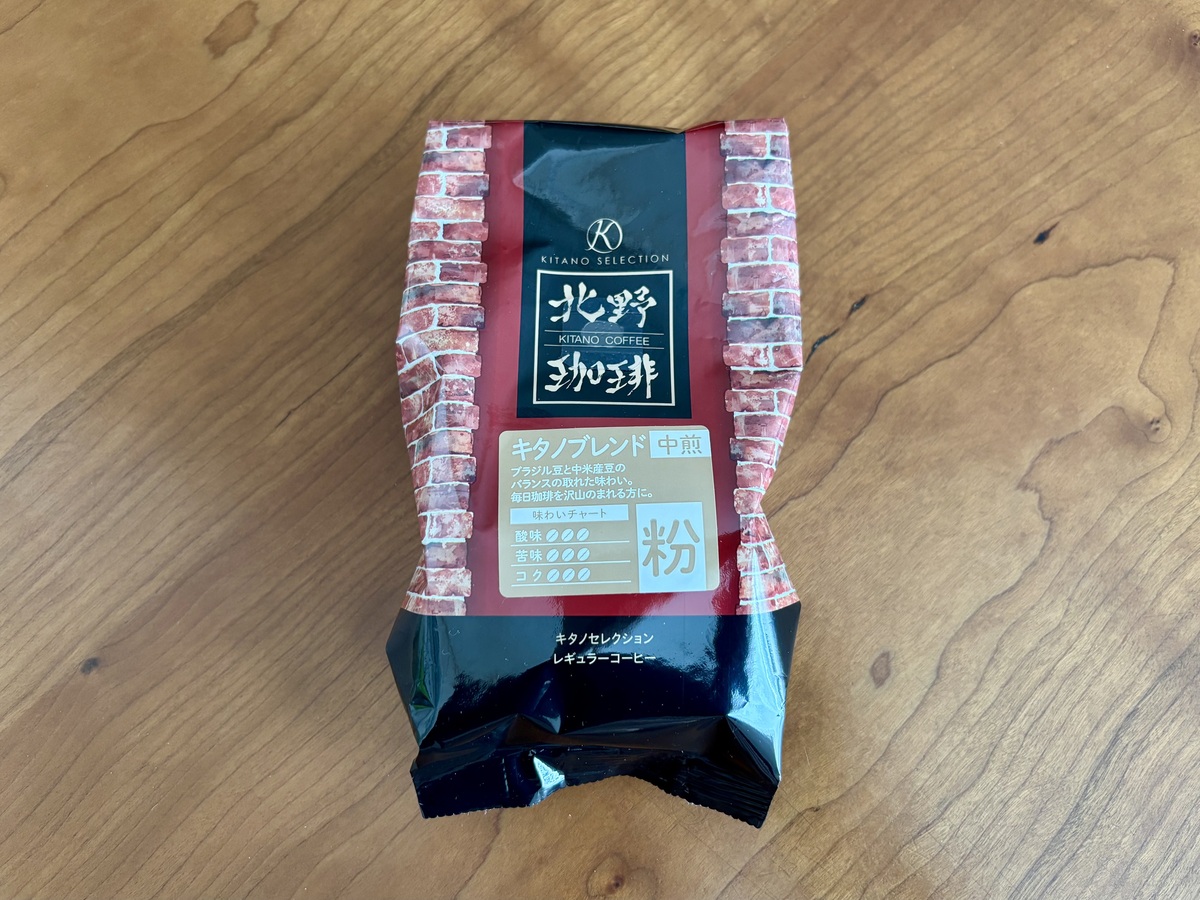 K
KITANO SELECTION
北野
KITANO COFFEE
珈琲
キタノブレンド 中煎
ブラジル豆と中米産豆の
バランスの取れた味わい。
毎日珈琲を沢山のまれる方に。
味わいチャート
酸味
苦味
コク
粉
キタノセレクション
レギュラーコーヒー